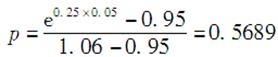 p = (e^{0.25×0.05} − 0.95) / (1.06 − 0.95) = 0.5689